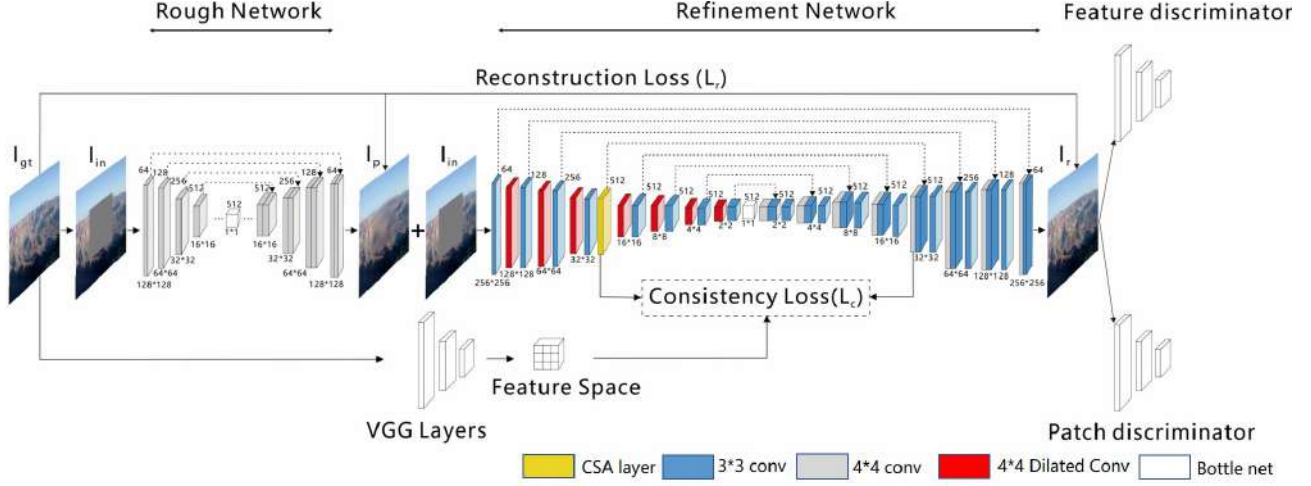 Rough Network
Refinement Network
Feature discriminator
Reconstruction Loss (Lr)
Igt
Iin
Ip
Iin
Ir
64 128 256 512 512 512 256 128 64
16*16 1*1 16*16
32*32 32*32
64*64 64*64
128*128 128*128
+
64 128 256 512 512 512 512 512 512 512 512 512 512 512 256 128 64
256*256 128*128 64*64 32*32 16*16 8*8 4*4 2*2 1*1 2*2 4*4 8*8 16*16 32*32 64*64 128*128 256*256
Consistency Loss(Lc)
Feature Space
VGG Layers
Patch discriminator
CSA layer
3*3 conv
4*4 conv
4*4 Dilated Conv
Bottle net